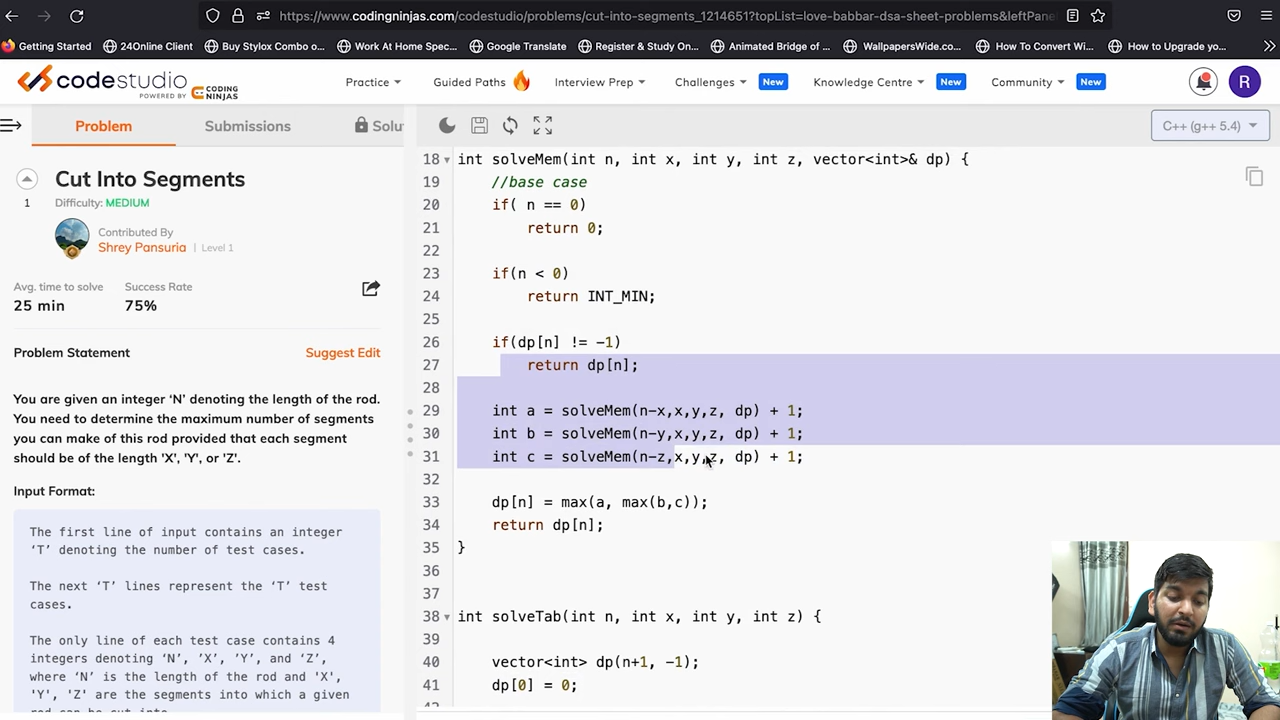 https://www.codingninjas.com/codestudio/problems/cut-into-segments_1214651?topList=love-babbar-dsa-sheet-problems&leftPane
Getting Started
24Online Client
Buy Stylox Combo o...
Work At Home Spec...
Google Translate
Register & Study On...
Animated Bridge of ...
WallpapersWide.co...
How To Convert Wi...
How to Upgrade yo...
codestudio
POWERED BY CODING NINJAS
Practice
Guided Paths
Interview Prep
Challenges
New
Knowledge Centre
New
Community
New
R
Problem
Submissions
Solu
C++ (g++ 5.4)
Cut Into Segments
1
Difficulty: MEDIUM
Contributed By
Shrey Pansuria
Level 1
Avg. time to solve
25 min
Success Rate
75%
Problem Statement
Suggest Edit
You are given an integer ‘N’ denoting the length of the rod.
You need to determine the maximum number of segments
you can make of this rod provided that each segment
should be of the length 'X', 'Y', or 'Z'.
Input Format:
The first line of input contains an integer
‘T’ denoting the number of test cases.
The next ‘T’ lines represent the ‘T’ test
cases.
The only line of each test case contains 4
integers denoting ‘N’, ‘X’, ‘Y’, and ‘Z’,
where ‘N’ is the length of the rod and 'X',
'Y', 'Z' are the segments into which a given
rod can be cut into.
18 int solveMem(int n, int x, int y, int z, vector<int>& dp) {
19 //base case
20 if( n == 0)
21 return 0;
22
23 if(n < 0)
24 return INT_MIN;
25
26 if(dp[n] != -1)
27 return dp[n];
28
29 int a = solveMem(n-x,x,y,z, dp) + 1;
30 int b = solveMem(n-y,x,y,z, dp) + 1;
31 int c = solveMem(n-z,x,y,z, dp) + 1;
32
33 dp[n] = max(a, max(b,c));
34 return dp[n];
35 }
36
37
38 int solveTab(int n, int x, int y, int z) {
39
40 vector<int> dp(n+1, -1);
41 dp[0] = 0;